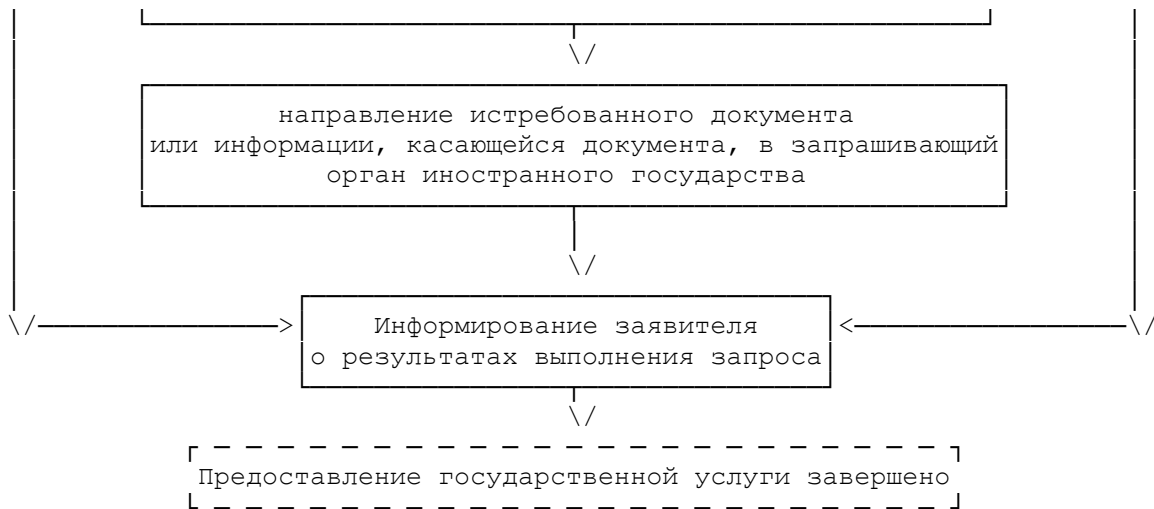 направление истребованного документа
или информации, касающейся документа, в запрашивающий
орган иностранного государства
Информирование заявителя
о результатах выполнения запроса
Предоставление государственной услуги завершено